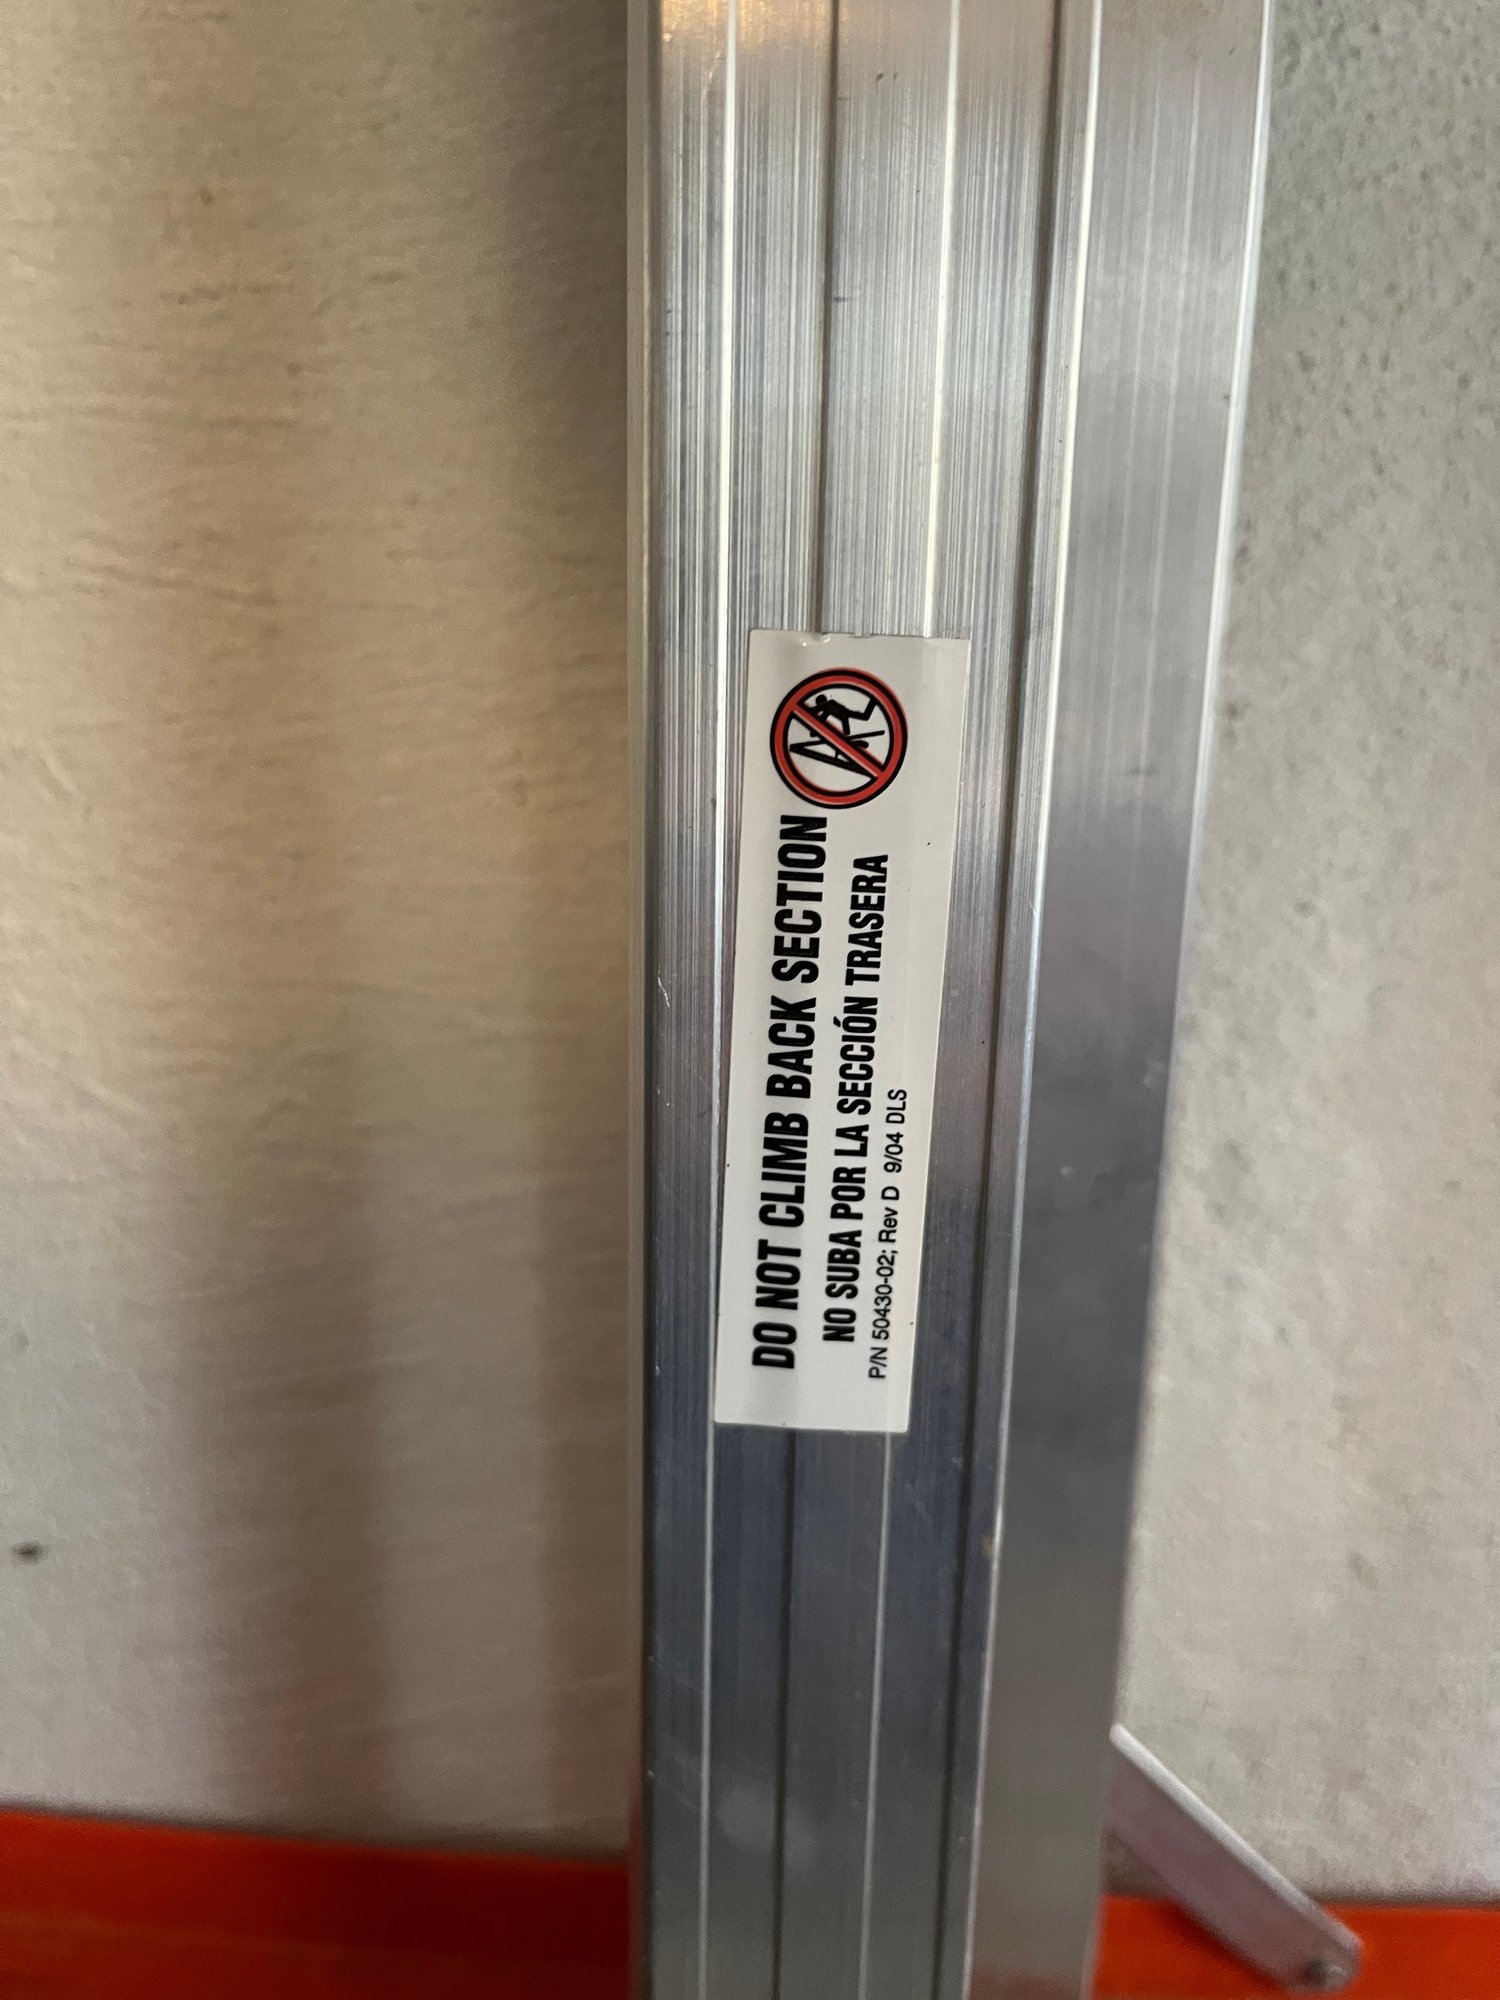 DO NOT CLIMB BACK SECTION
NO SUBA POR LA SECCIÓN TRASERA
P/N 50430-02; Rev D 9/04 DLS